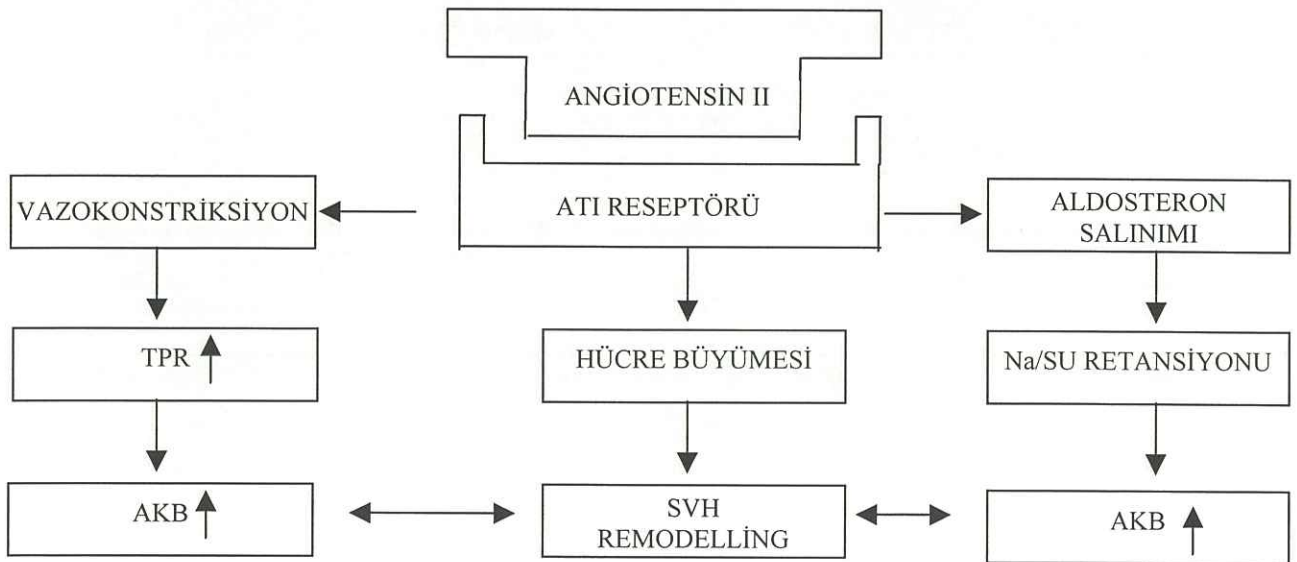 ANGİOTENSİN II
VAZOKONSTRİKSİYON
ATI RESEPTÖRÜ
ALDOSTERON
SALINIMI
TPR
HÜCRE BÜYÜMESİ
Na/SU RETANSİYONU
AKB
SVH
REMODELLİNG
AKB